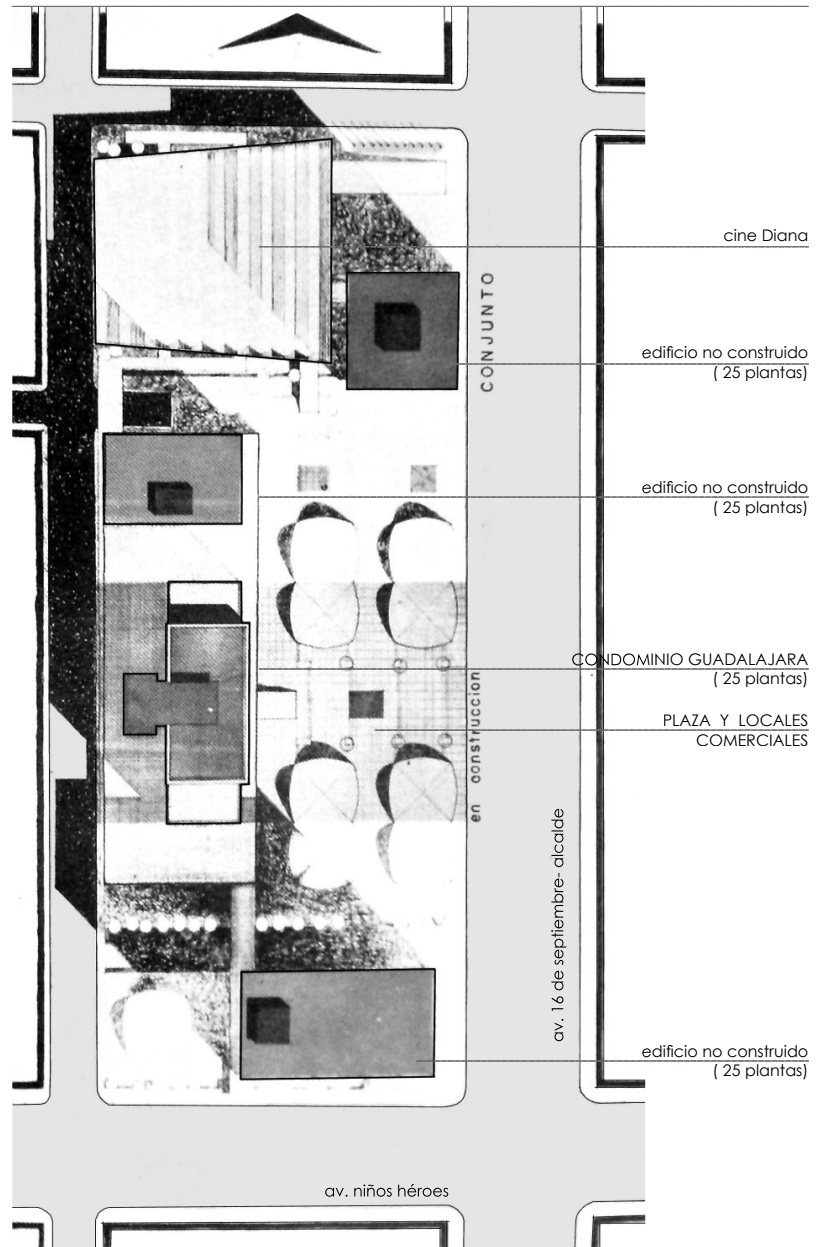 cine Diana
CONJUNTO
edificio no construido
( 25 plantas)
edificio no construido
( 25 plantas)
CONDOMINIO GUADALAJARA
( 25 plantas)
en construccion
PLAZA Y LOCALES
COMERCIALES
av. 16 de septiembre- alcalde
edificio no construido
( 25 plantas)
av. niños héroes